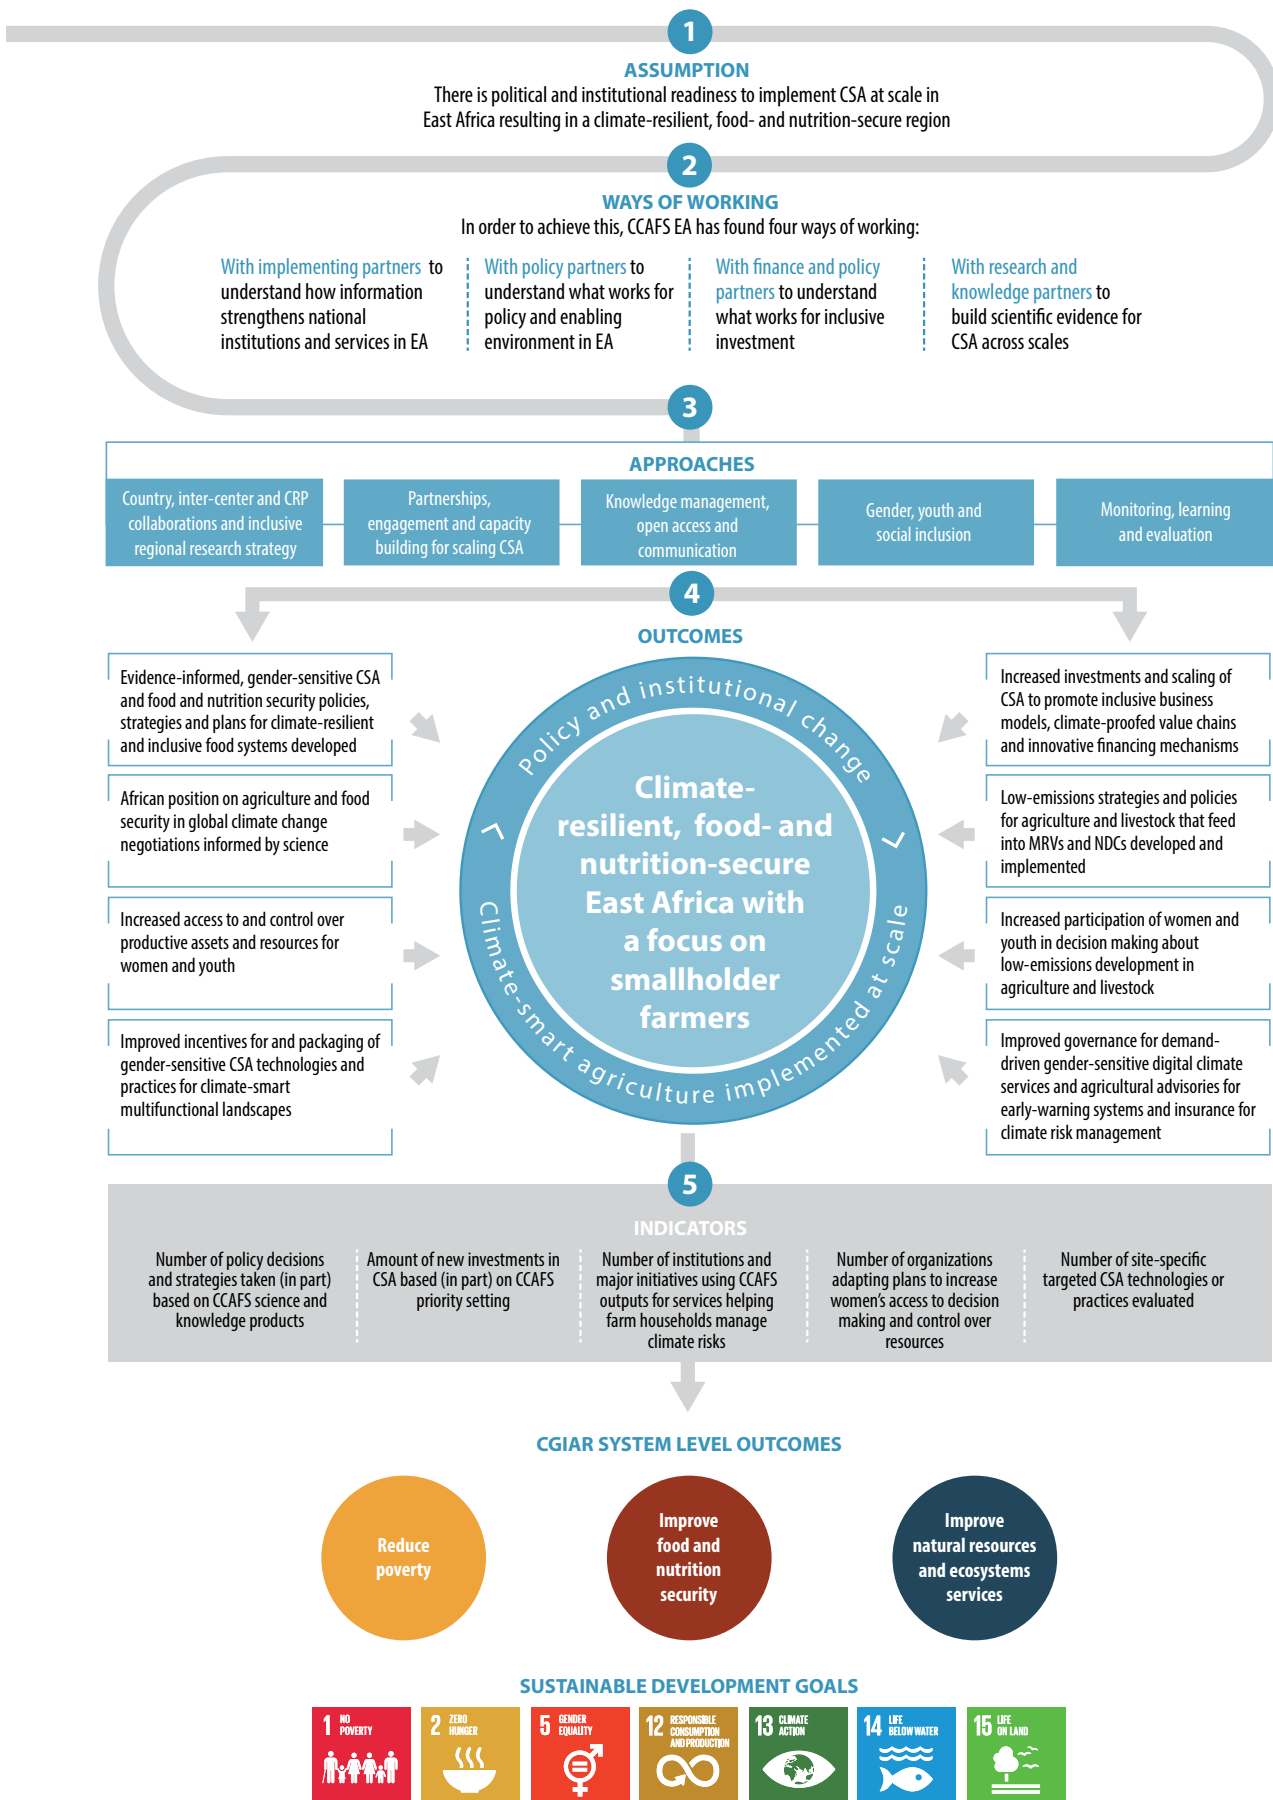 1
ASSUMPTION
There is political and institutional readiness to implement CSA at scale in
East Africa resulting in a climate-resilient, food- and nutrition-secure region
2
WAYS OF WORKING
In order to achieve this, CCAFS EA has found four ways of working:
With implementing partners to
understand how information
strengthens national
institutions and services in EA
With policy partners to
understand what works for
policy and enabling
environment in EA
With finance and policy
partners to understand
what works for inclusive
investment
With research and
knowledge partners to
build scientific evidence for
CSA across scales
3
APPROACHES
Country, inter-center and CRP
collaborations and inclusive
regional research strategy
Partnerships,
engagement and capacity
building for scaling CSA
Knowledge management,
open access and
communication
Gender, youth and
social inclusion
Monitoring, learning
and evaluation
4
OUTCOMES
Evidence-informed, gender-sensitive CSA
and food and nutrition security policies,
strategies and plans for climate-resilient
and inclusive food systems developed
African position on agriculture and food
security in global climate change
negotiations informed by science
Increased access to and control over
productive assets and resources for
women and youth
Improved incentives for and packaging of
gender-sensitive CSA technologies and
practices for climate-smart
multifunctional landscapes
Policy and institutional change
Climate-
resilient, food- and
nutrition-secure
East Africa with
a focus on
smallholder
farmers
Climate-smart agriculture implemented at scale
Increased investments and scaling of
CSA to promote inclusive business
models, climate-proofed value chains
and innovative financing mechanisms
Low-emissions strategies and policies
for agriculture and livestock that feed
into MRVs and NDCs developed and
implemented
Increased participation of women and
youth in decision making about
low-emissions development in
agriculture and livestock
Improved governance for demand-
driven gender-sensitive digital climate
services and agricultural advisories for
early-warning systems and insurance for
climate risk management
5
INDICATORS
Number of policy decisions
and strategies taken (in part)
based on CCAFS science and
knowledge products
Amount of new investments in
CSA based (in part) on CCAFS
priority setting
Number of institutions and
major initiatives using CCAFS
outputs for services helping
farm households manage
climate risks
Number of organizations
adapting plans to increase
women's access to decision
making and control over
resources
Number of site-specific
targeted CSA technologies or
practices evaluated
CGIAR SYSTEM LEVEL OUTCOMES
Reduce
poverty
Improve
food and
nutrition
security
Improve
natural resources
and ecosystems
services
SUSTAINABLE DEVELOPMENT GOALS
1 NO
POVERTY
2 ZERO
HUNGER
5 GENDER
EQUALITY
12 RESPONSIBLE
CONSUMPTION
AND PRODUCTION
13 CLIMATE
ACTION
14 LIFE
BELOW WATER
15 LIFE
ON LAND